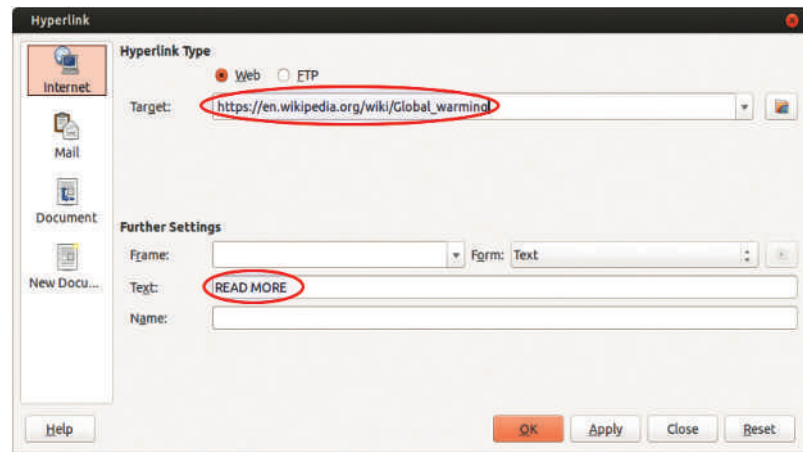 Hyperlink
Internet
Mail
Document
New Docu...
Hyperlink Type
Web FTP
Target: https://en.wikipedia.org/wiki/Global_warming
Further Settings
Frame: Form: Text
Text: READ MORE
Name:
Help OK Apply Close Reset